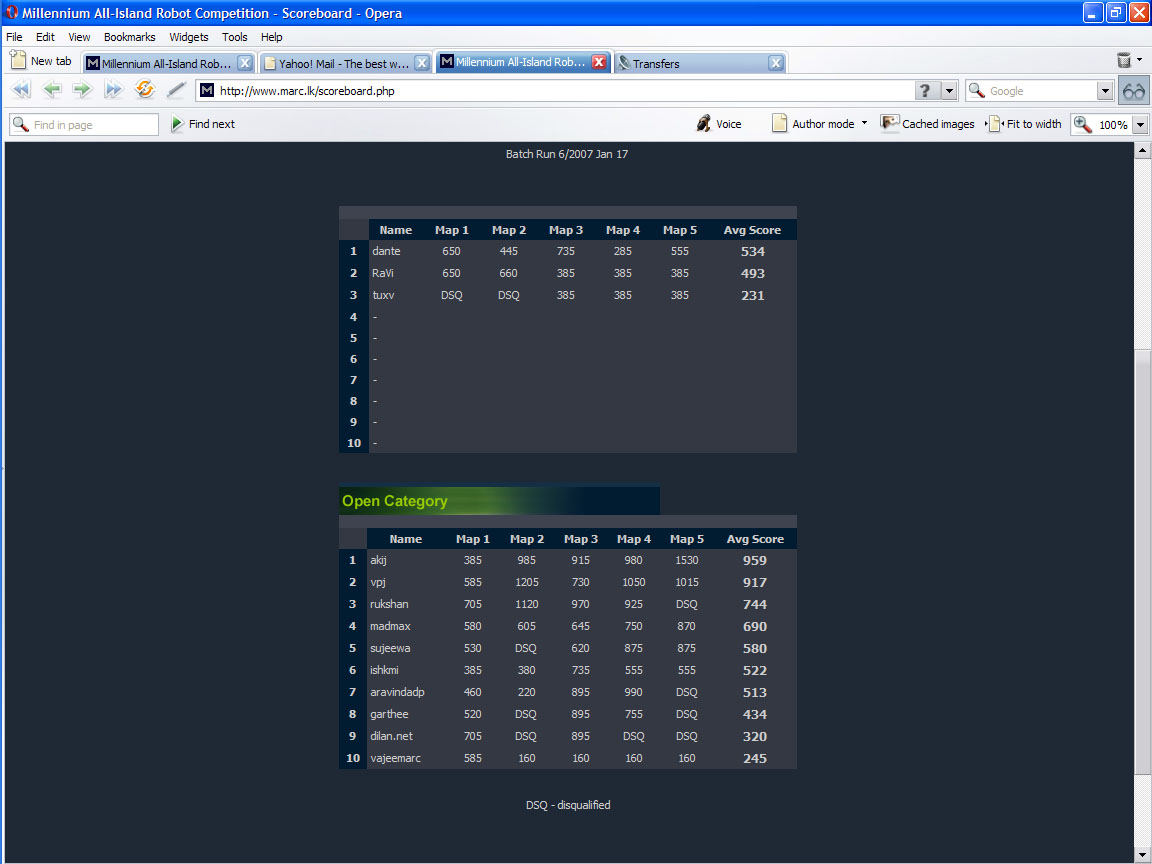 Millennium All-Island Robot Competition - Scoreboard - Opera
File Edit View Bookmarks Widgets Tools Help
New tab Millennium All-Island Rob... Yahoo! Mail - The best w... Millennium All-Island Rob... Transfers
M http://www.marc.lk/scoreboard.php ? Google
Find in page Find next Voice Author mode Cached images Fit to width 100%
Batch Run 6/2007 Jan 17
Name Map 1 Map 2 Map 3 Map 4 Map 5 Avg Score
1 dante 650 445 735 285 555 534
2 RaVi 650 660 385 385 385 493
3 tuxv DSQ DSQ 385 385 385 231
4 -
5 -
6 -
7 -
8 -
9 -
10 -
Open Category
Name Map 1 Map 2 Map 3 Map 4 Map 5 Avg Score
1 akij 385 985 915 980 1530 959
2 vpj 585 1205 730 1050 1015 917
3 rukshan 705 1120 970 925 DSQ 744
4 madmax 580 605 645 750 870 690
5 sujeewa 530 DSQ 620 875 875 580
6 ishkmi 385 380 735 555 555 522
7 aravindadp 460 220 895 990 DSQ 513
8 garthee 520 DSQ 895 755 DSQ 434
9 dilan.net 705 DSQ 895 DSQ DSQ 320
10 vajeemarc 585 160 160 160 160 245
DSQ - disqualified